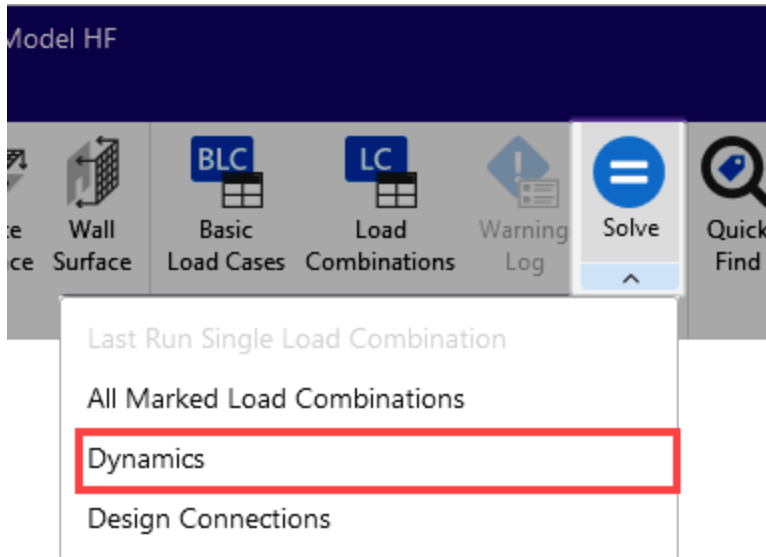 Model HF
BLC
LC
Wall
Basic
Load
Warning
Solve
Quick
Surface
Load Cases
Combinations
Log
Find
Last Run Single Load Combination
All Marked Load Combinations
Dynamics
Design Connections